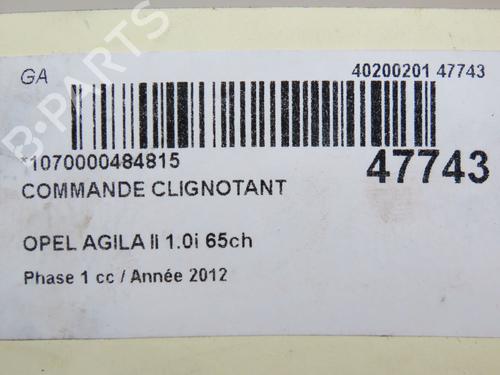 GA
40200201 47743
*1070000484815
47743
COMMANDE CLIGNOTANT
OPEL AGILA II 1.0i 65ch
Phase 1 cc / Année 2012
B-PARTS